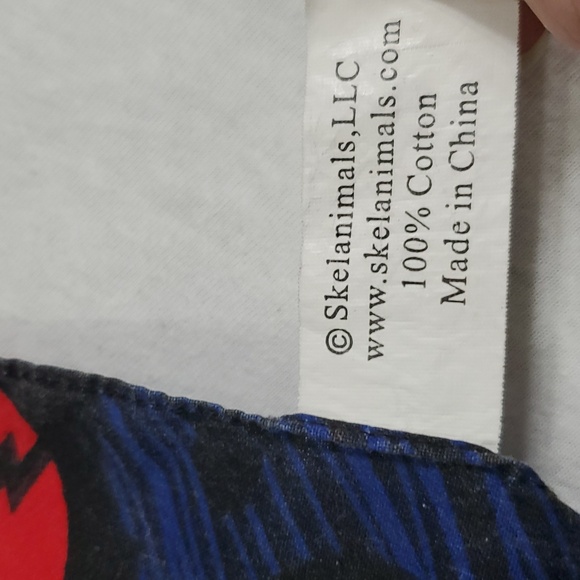 ©Skelanimals,LLC
www.skelanimals.com
100% Cotton
Made in China